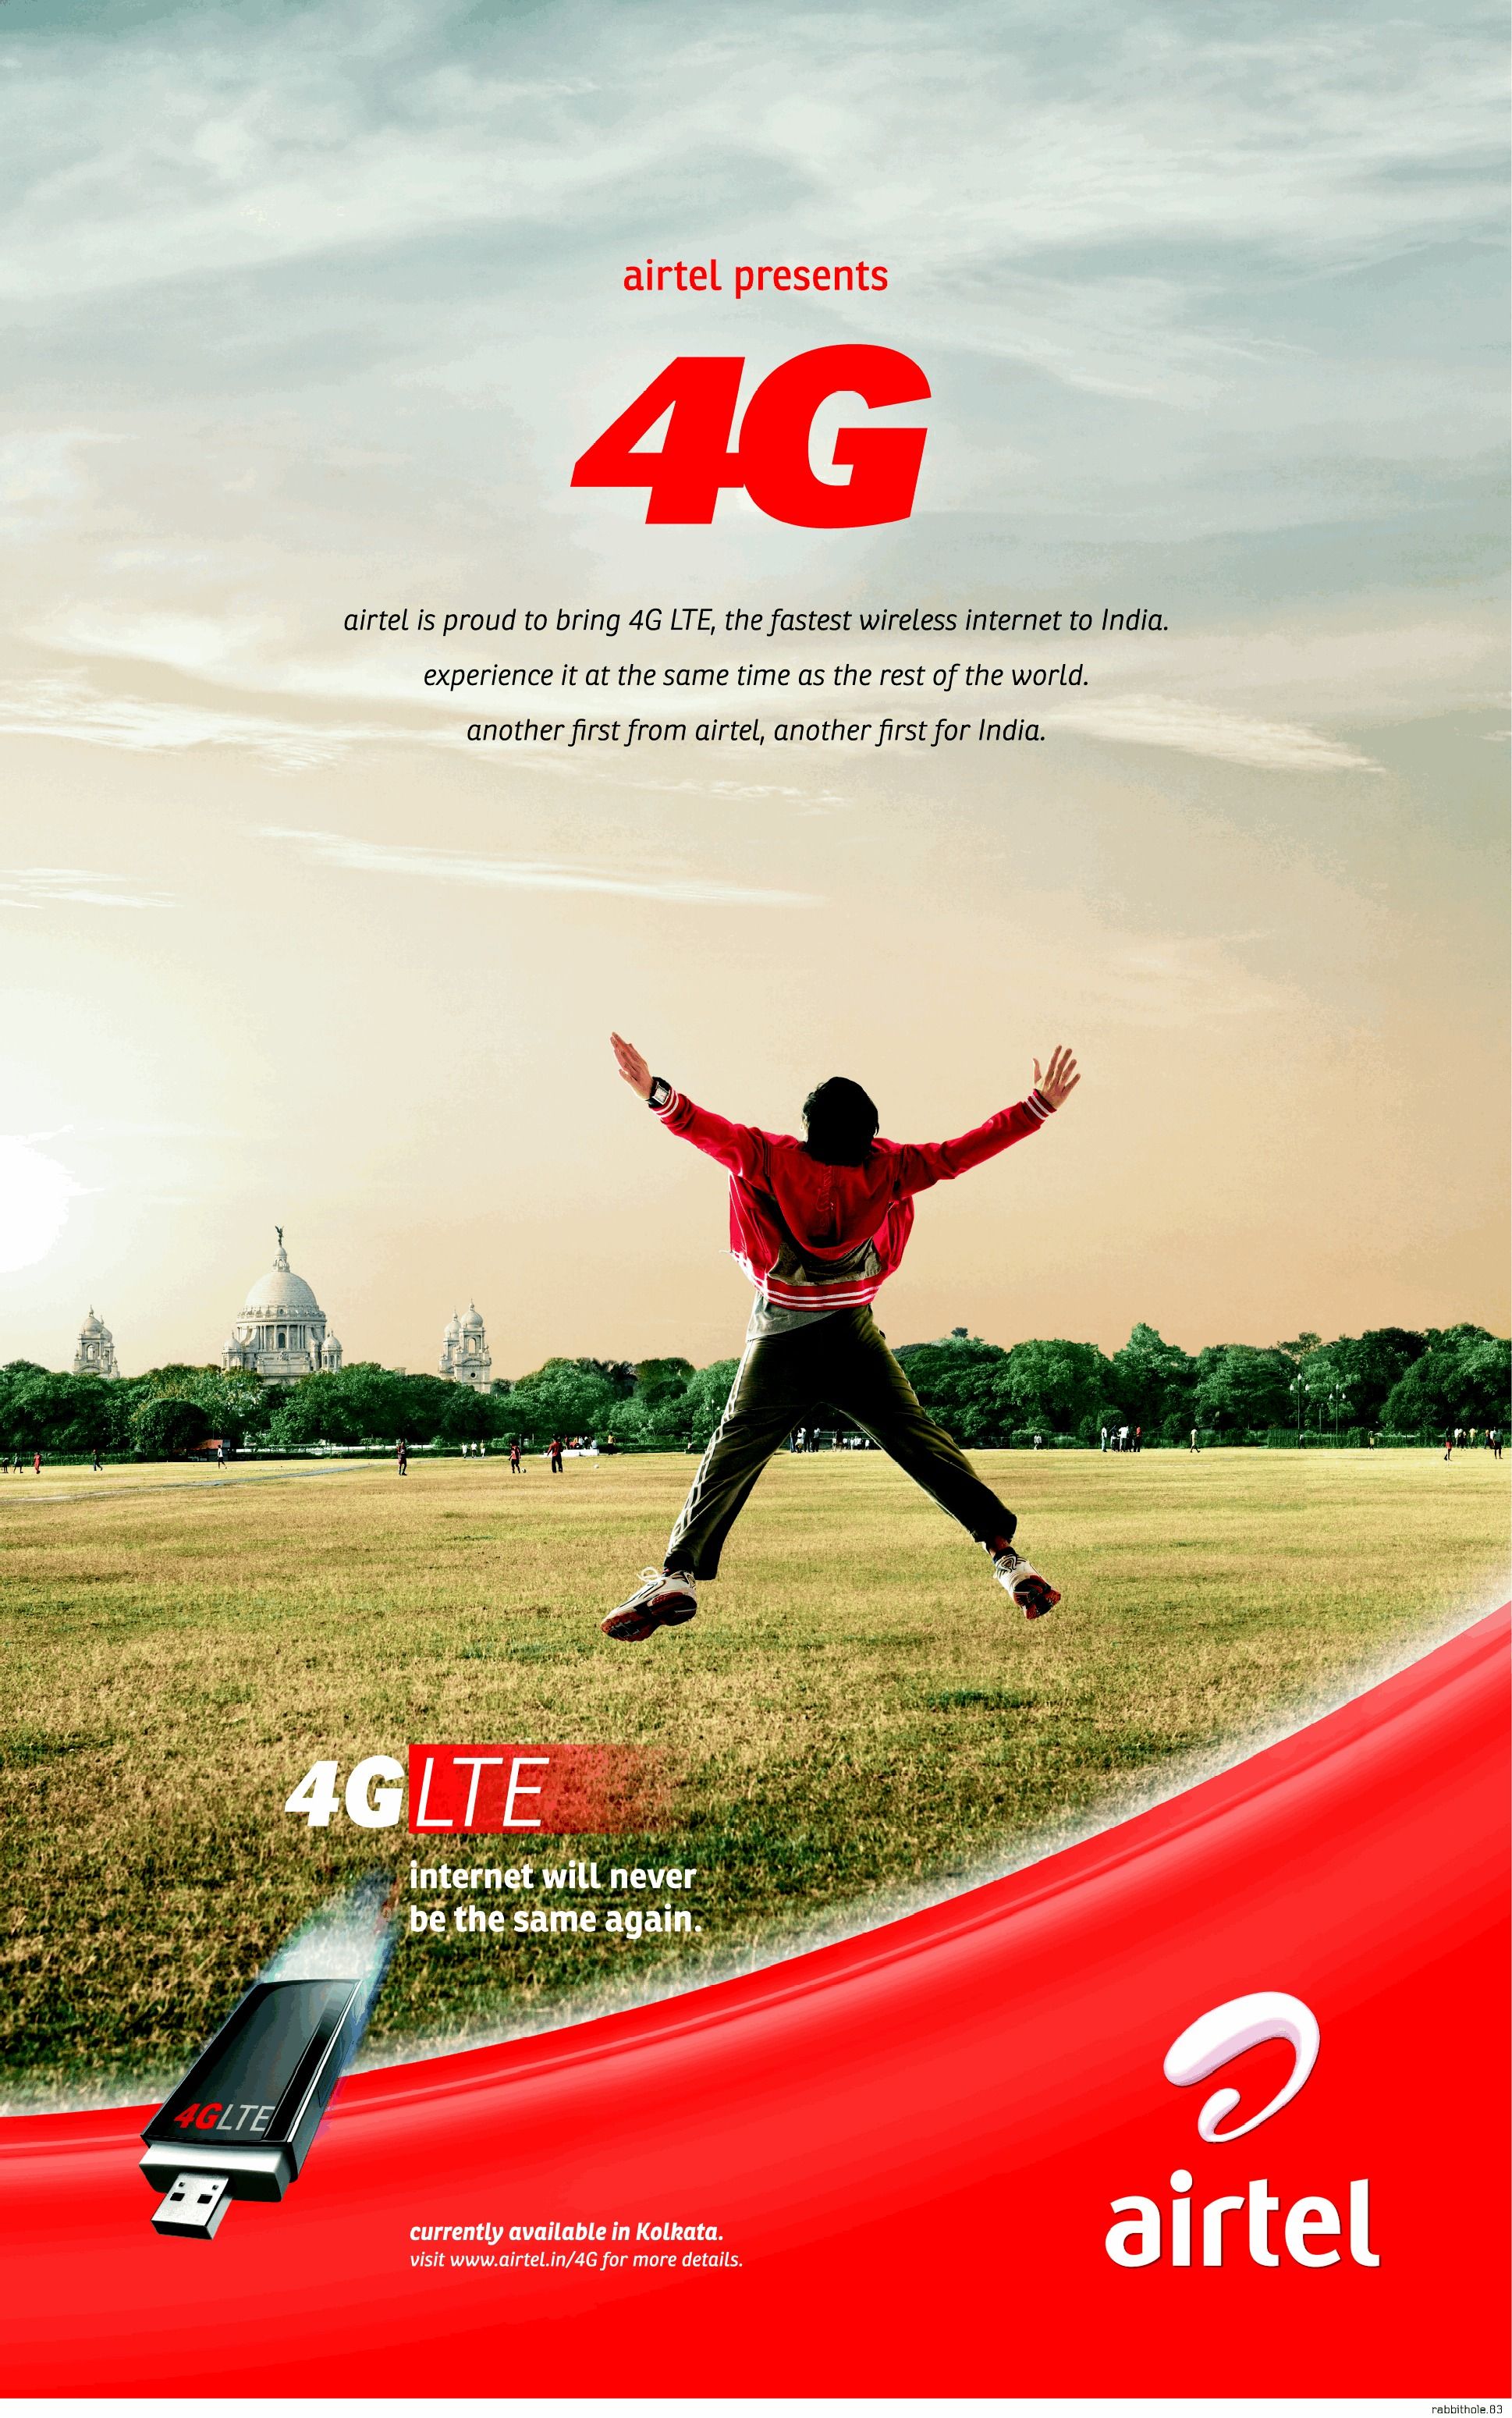 airtel presents
4G
airtel is proud to bring 4G LTE, the fastest wireless internet to India.
experience it at the same time as the rest of the world.
another first from airtel, another first for India.
4G LTE
internet will never
be the same again.
4GLTE
currently available in Kolkata.
visit www.airtel.in/4G for more details.
airtel
rabbithole.83